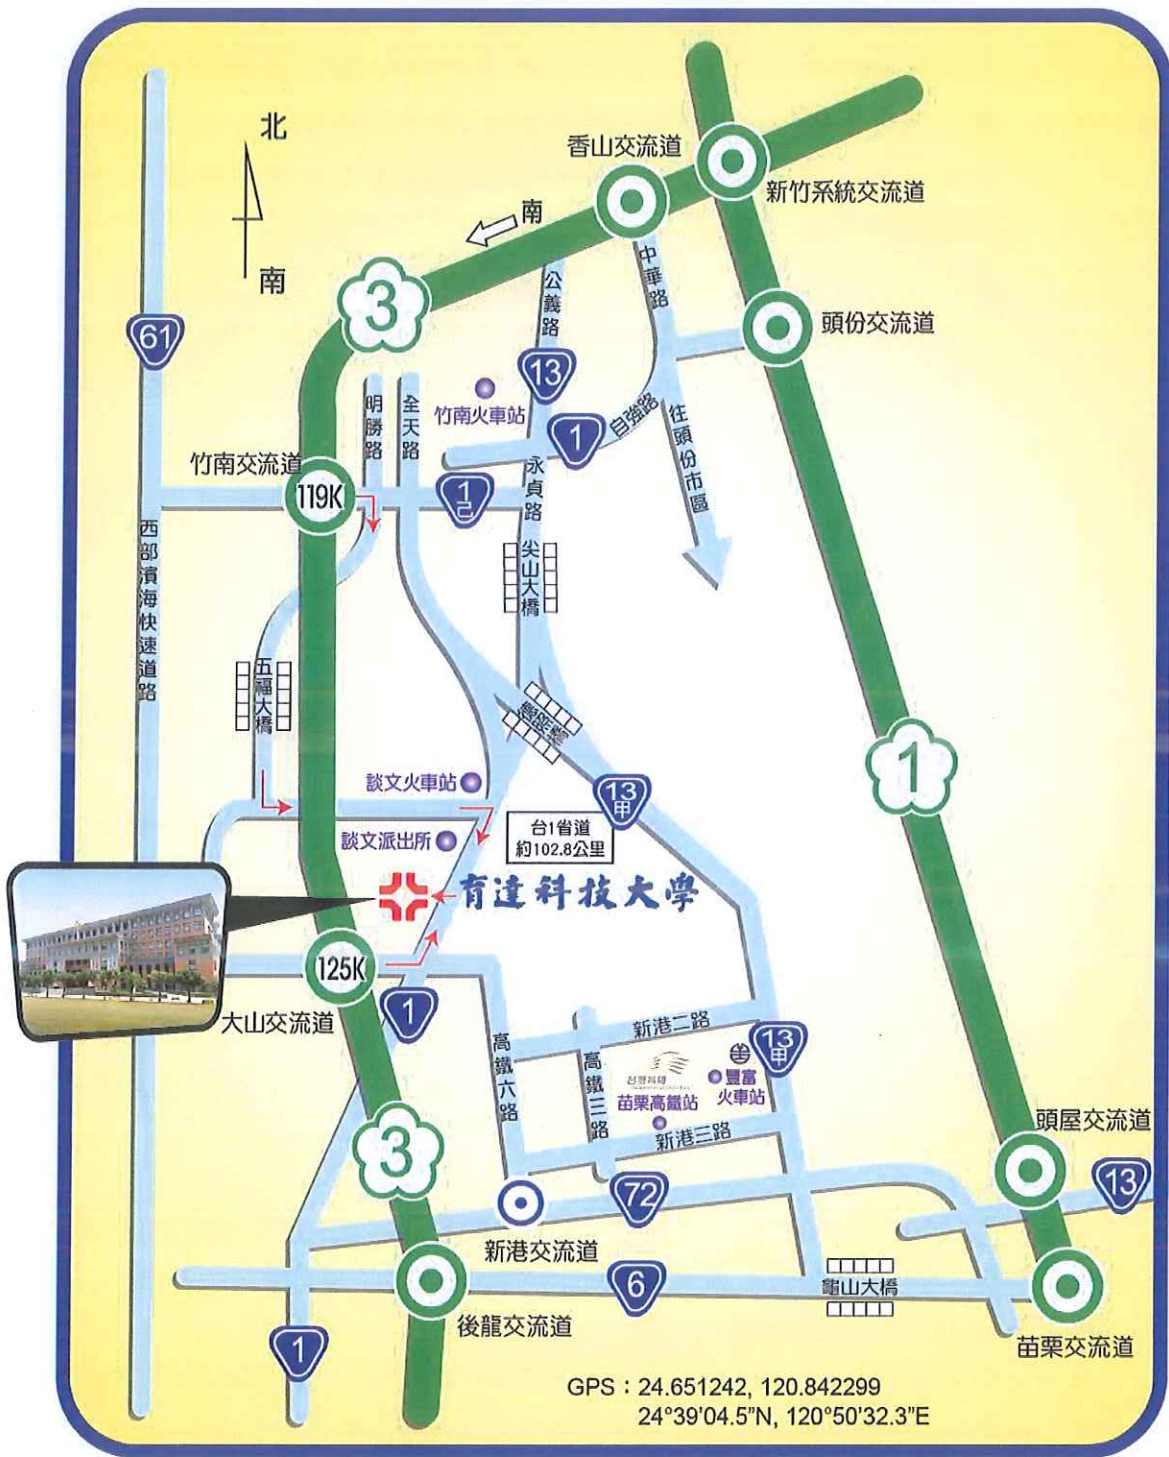 北
南
香山交流道
新竹系統交流道
南
3
公義路
中華路
頭份交流道
61
13
竹南火車站
明勝路
全天路
自強路
往頭份市區
1
竹南交流道
119K
1己
永貞路
西部濱海快速道路
尖山大橋
五福大橋
1
談文火車站
13甲
談文派出所
台1省道
約102.8公里
育達科技大學
125K
大山交流道
1
新港二路
13甲
高鐵六路
高鐵三路
苗栗高鐵站
豐富
火車站
新港三路
3
頭屋交流道
72
13
新港交流道
6
龜山大橋
後龍交流道
1
苗栗交流道
GPS：24.651242, 120.842299
24°39'04.5"N, 120°50'32.3"E